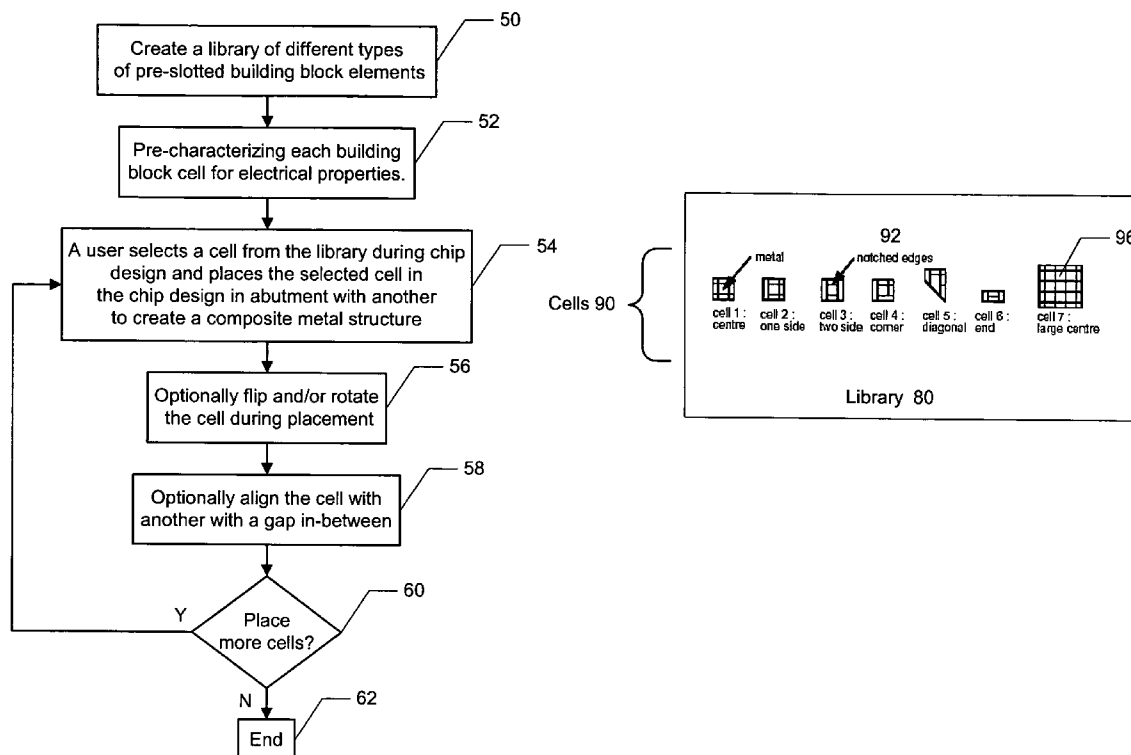 50
Create a library of different types
of pre-slotted building block elements
52
Pre-characterizing each building
block cell for electrical properties.
54
A user selects a cell from the library during chip
design and places the selected cell in
the chip design in abutment with another
to create a composite metal structure
56
Optionally flip and/or rotate
the cell during placement
58
Optionally align the cell with
another with a gap in-between
60
Y
Place
more cells?
N
62
End
Cells 90
92
96
metal
notched edges
cell 1 :
centre
cell 2 :
one side
cell 3 :
two side
cell 4 :
corner
cell 5 :
diagonal
cell 6 :
end
cell 7 :
large centre
Library 80